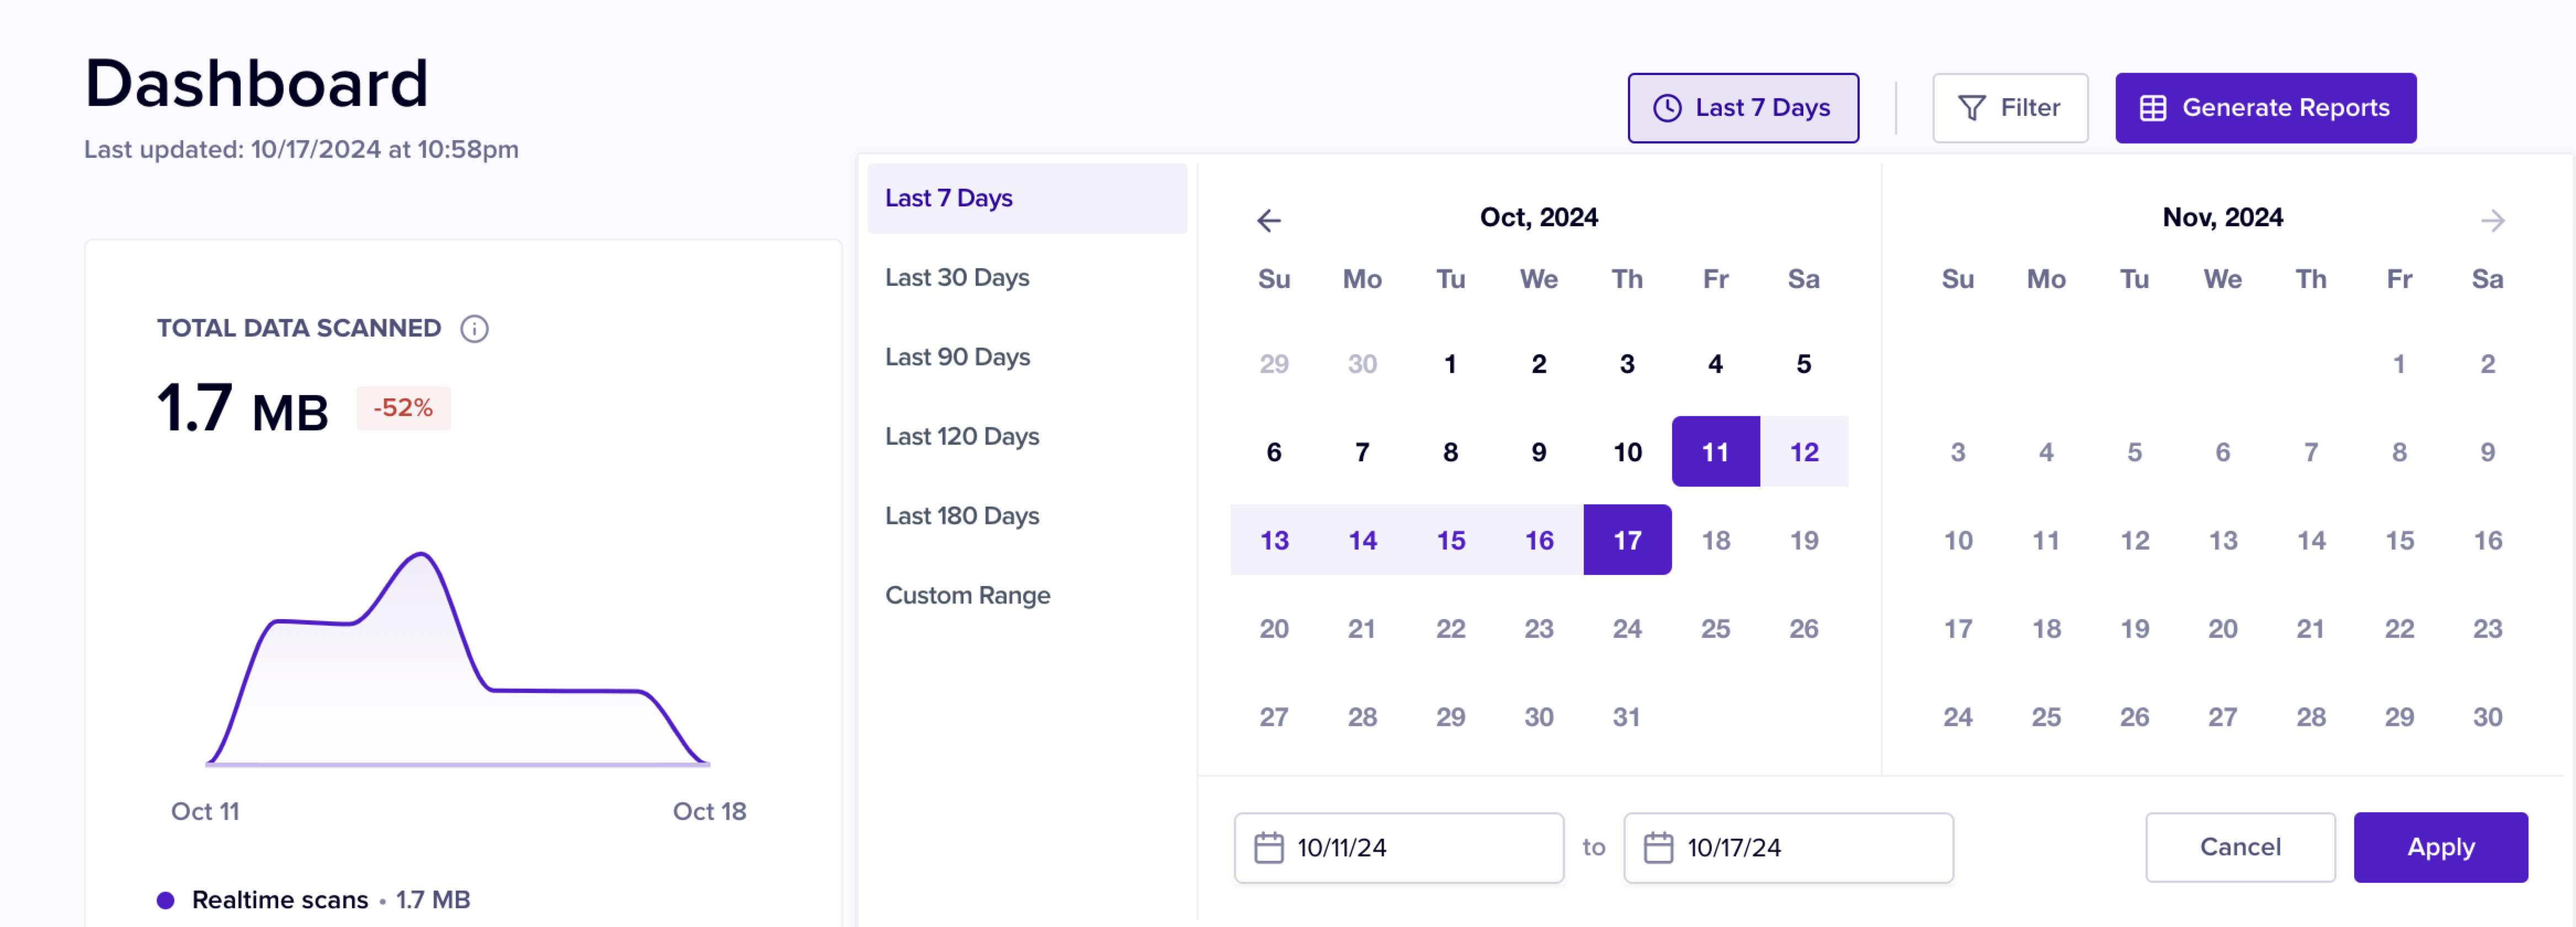 Dashboard
Last updated: 10/17/2024 at 10:58pm
Last 7 Days
Filter
Generate Reports
TOTAL DATA SCANNED
1.7 MB -52%
Oct 11 Oct 18
Realtime scans • 1.7 MB
Last 7 Days
Last 30 Days
Last 90 Days
Last 120 Days
Last 180 Days
Custom Range
Oct, 2024
Su Mo Tu We Th Fr Sa
29 30 1 2 3 4 5
6 7 8 9 10 11 12
13 14 15 16 17 18 19
20 21 22 23 24 25 26
27 28 29 30 31
Nov, 2024
Su Mo Tu We Th Fr Sa
1 2
3 4 5 6 7 8 9
10 11 12 13 14 15 16
17 18 19 20 21 22 23
24 25 26 27 28 29 30
10/11/24 to 10/17/24
Cancel
Apply